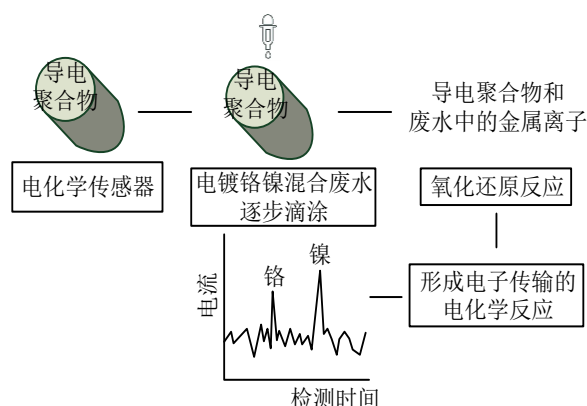 导电
聚合物
导电
聚合物
导电聚合物和
废水中的金属离子
电化学传感器
电镀铬镍混合废水
逐步滴涂
氧化还原反应
镍
铬
电流
形成电子传输的
电化学反应
检测时间